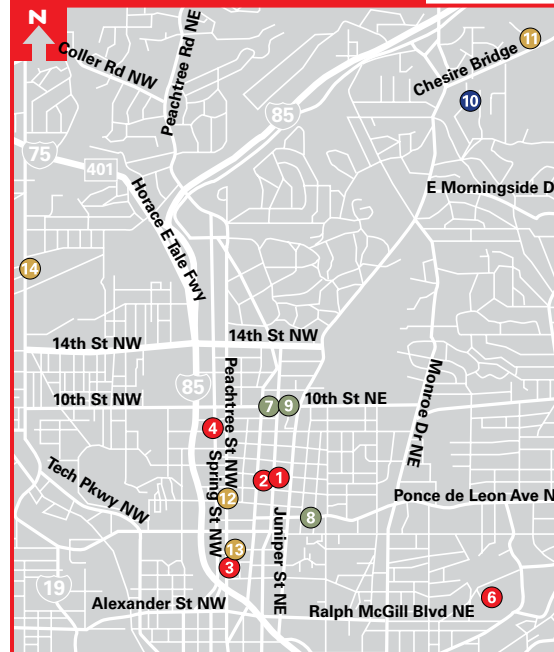 N
Coller Rd NW
Peachtree Rd NE
11
Chesire Bridge
10
85
75
401
E Morningside D
Horace E Tale Fwy
14
14th St NW
14th St NW
85
Peachtree St NW
Monroe Dr NE
10th St NW
7
9
10th St NE
4
Spring St NW
2
1
Tech Pkwy NW
12
Ponce de Leon Ave N
8
Juniper St NE
13
3
19
Alexander St NW
6
Ralph McGill Blvd NE